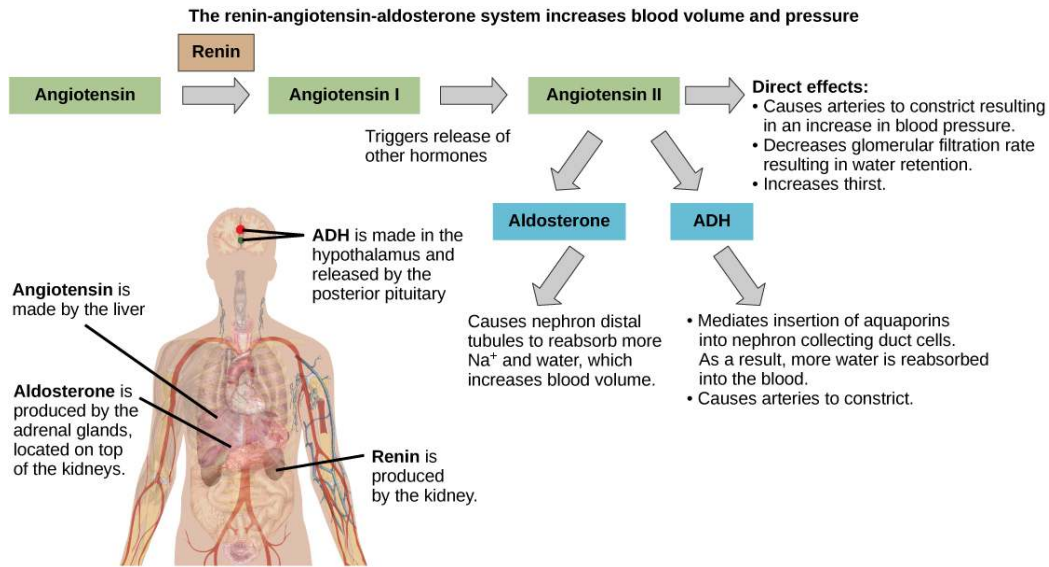 The renin-angiotensin-aldosterone system increases blood volume and pressure
Renin
Angiotensin
Angiotensin I
Angiotensin II
Direct effects:
• Causes arteries to constrict resulting
in an increase in blood pressure.
• Decreases glomerular filtration rate
resulting in water retention.
• Increases thirst.
Triggers release of
other hormones
Aldosterone
ADH
Causes nephron distal
tubules to reabsorb more
Na⁺ and water, which
increases blood volume.
• Mediates insertion of aquaporins
into nephron collecting duct cells.
As a result, more water is reabsorbed
into the blood.
• Causes arteries to constrict.
ADH is made in the
hypothalamus and
released by the
posterior pituitary
Angiotensin is
made by the liver
Aldosterone is
produced by the
adrenal glands,
located on top
of the kidneys.
Renin is
produced
by the kidney.